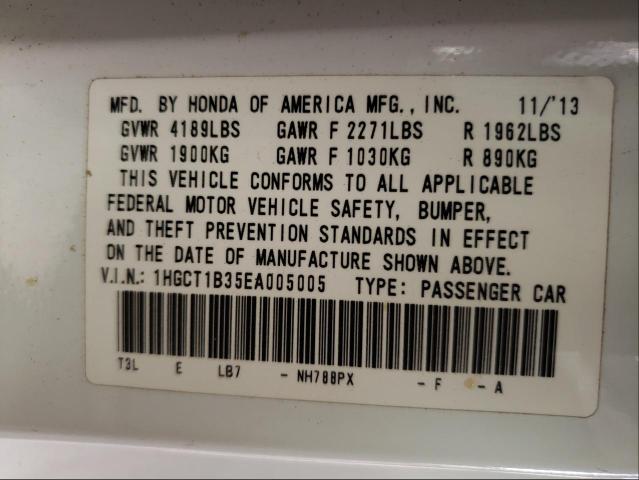 MFD. BY HONDA OF AMERICA MFG., INC. 11/'13
GVWR 4189LBS GAWR F 2271LBS R 1962LBS
GVWR 1900KG GAWR F 1030KG R 890KG
THIS VEHICLE CONFORMS TO ALL APPLICABLE
FEDERAL MOTOR VEHICLE SAFETY, BUMPER,
AND THEFT PREVENTION STANDARDS IN EFFECT
ON THE DATE OF MANUFACTURE SHOWN ABOVE.
V.I.N.: 1HGCT1B35EA005005 TYPE: PASSENGER CAR
T3L E LB7 - NH788PX - F - A